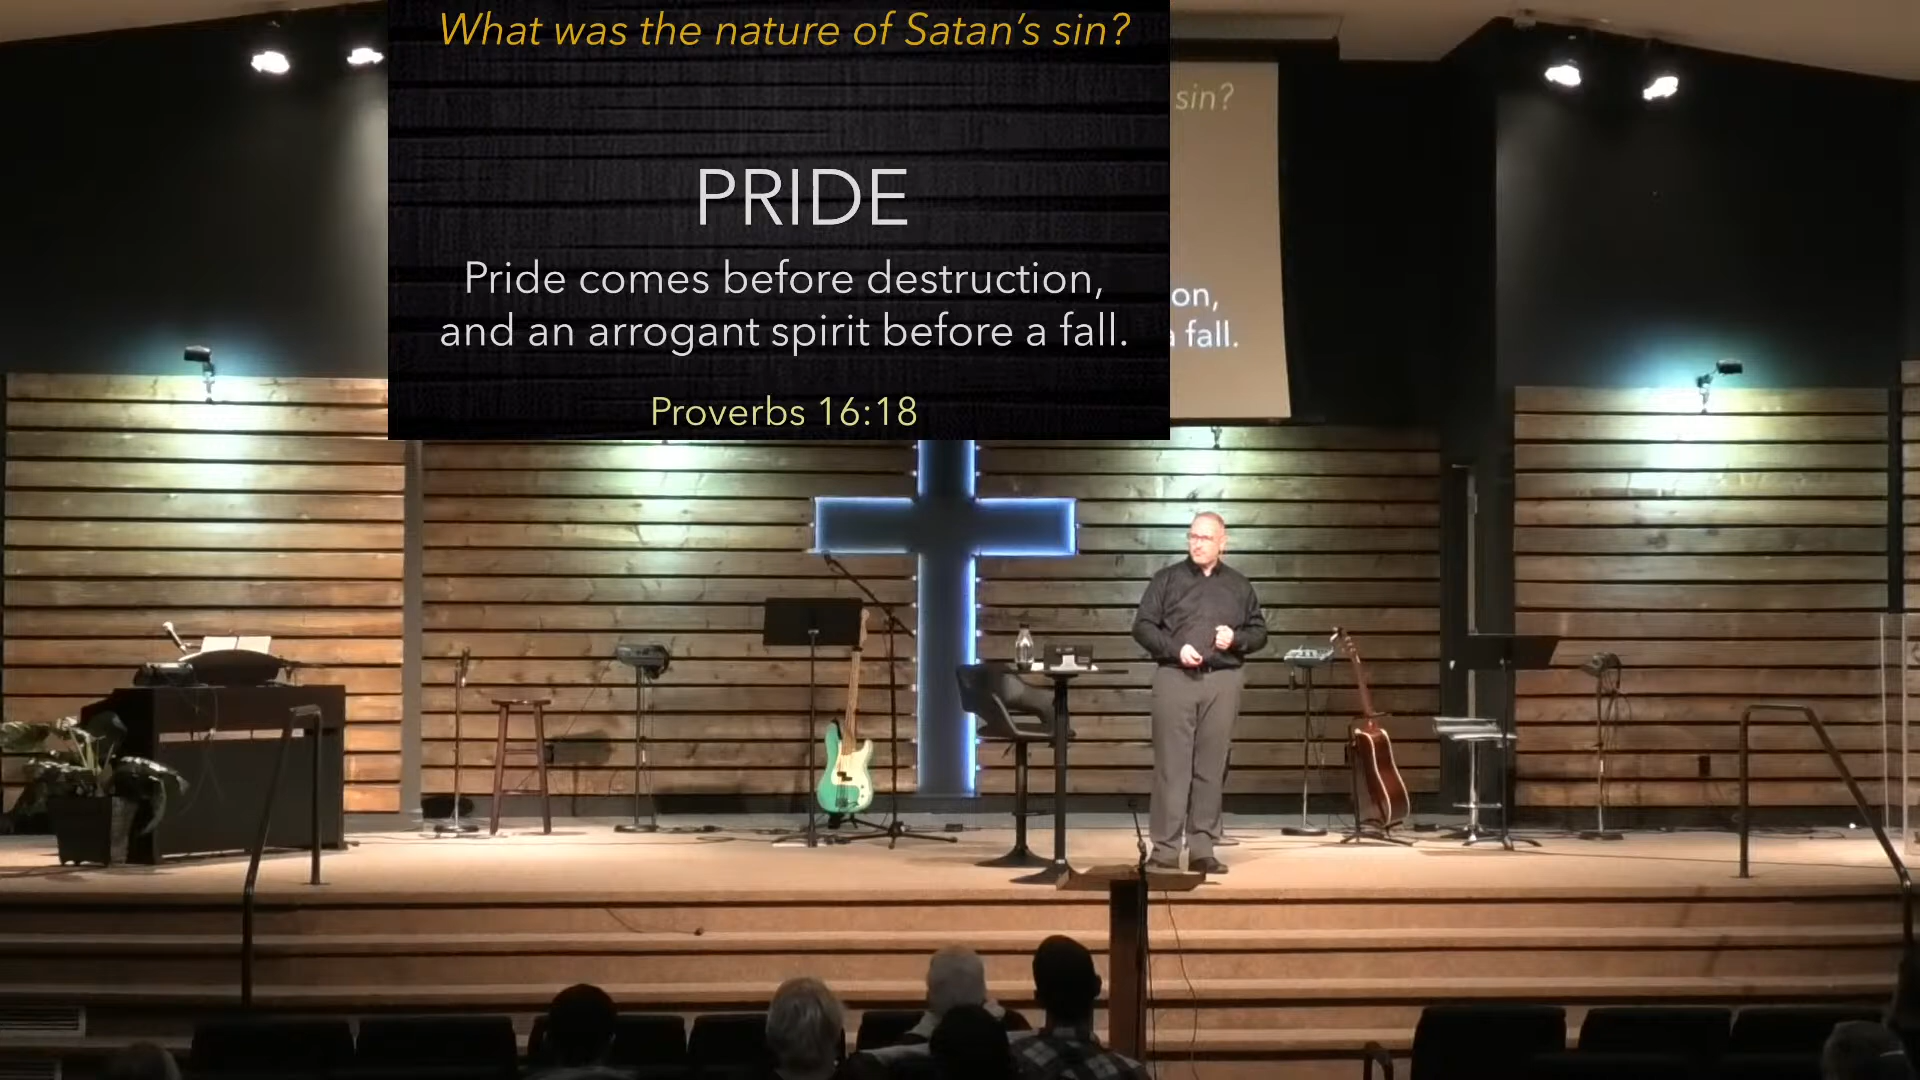 What was the nature of Satan's sin?
PRIDE
Pride comes before destruction,
and an arrogant spirit before a fall.
Proverbs 16:18
sin?
on,
a fall.